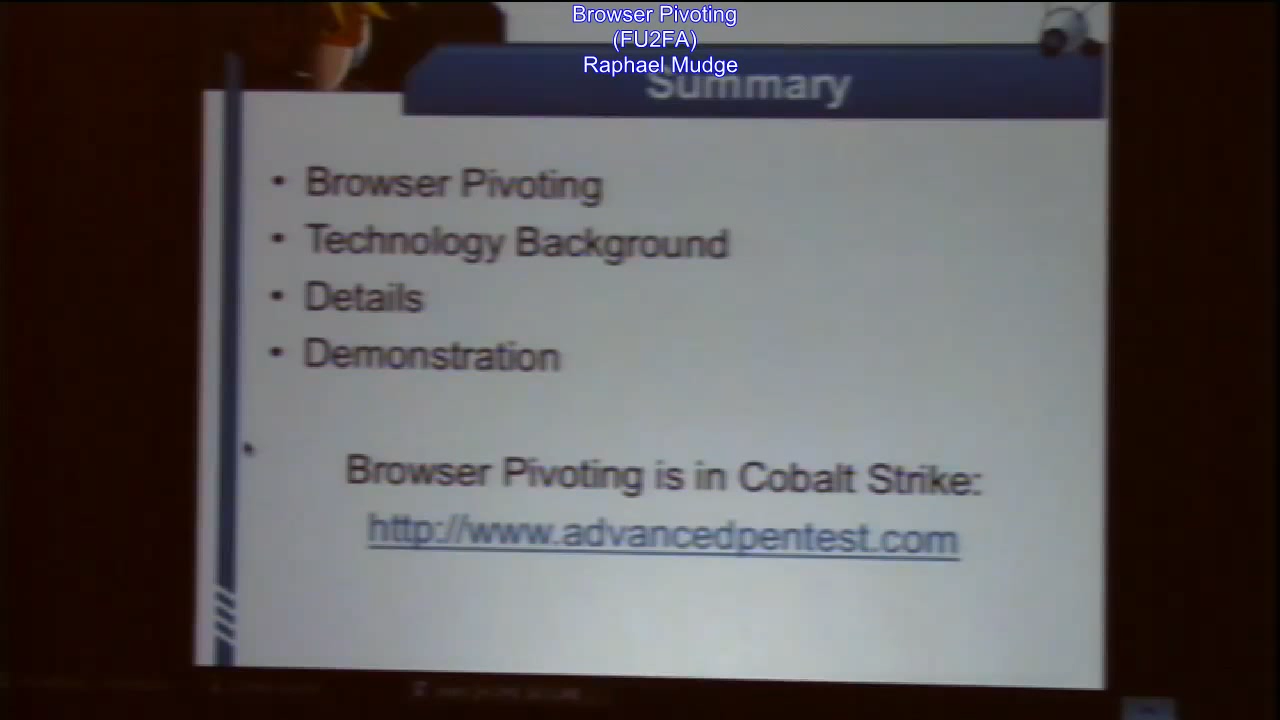 Browser Pivoting
(FU2FA)
Raphael Mudge
Summary
• Browser Pivoting
• Technology Background
• Details
• Demonstration
Browser Pivoting is in Cobalt Strike:
http://www.advancedpentest.com